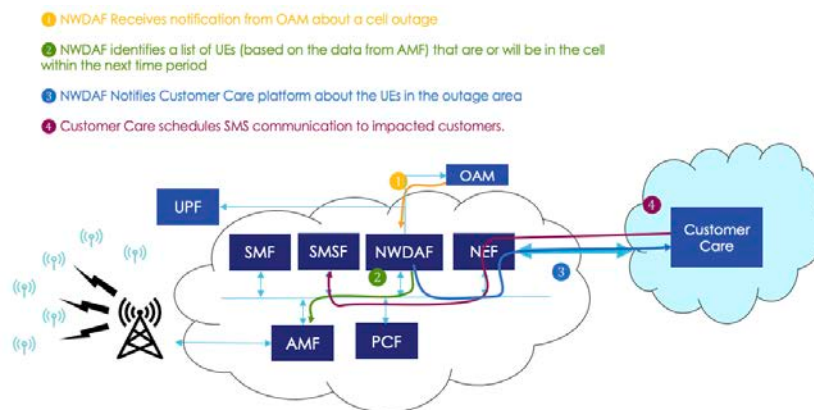 1 NWDAF Receives notification from OAM about a cell outage
2 NWDAF identifies a list of UEs (based on the data from AMF) that are or will be in the cell
within the next time period
3 NWDAF Notifies Customer Care platform about the UEs in the outage area
4 Customer Care schedules SMS communication to impacted customers.
1
OAM
UPF
4
SMF
SMSF
NWDAF
NEF
Customer
Care
2
3
AMF
PCF